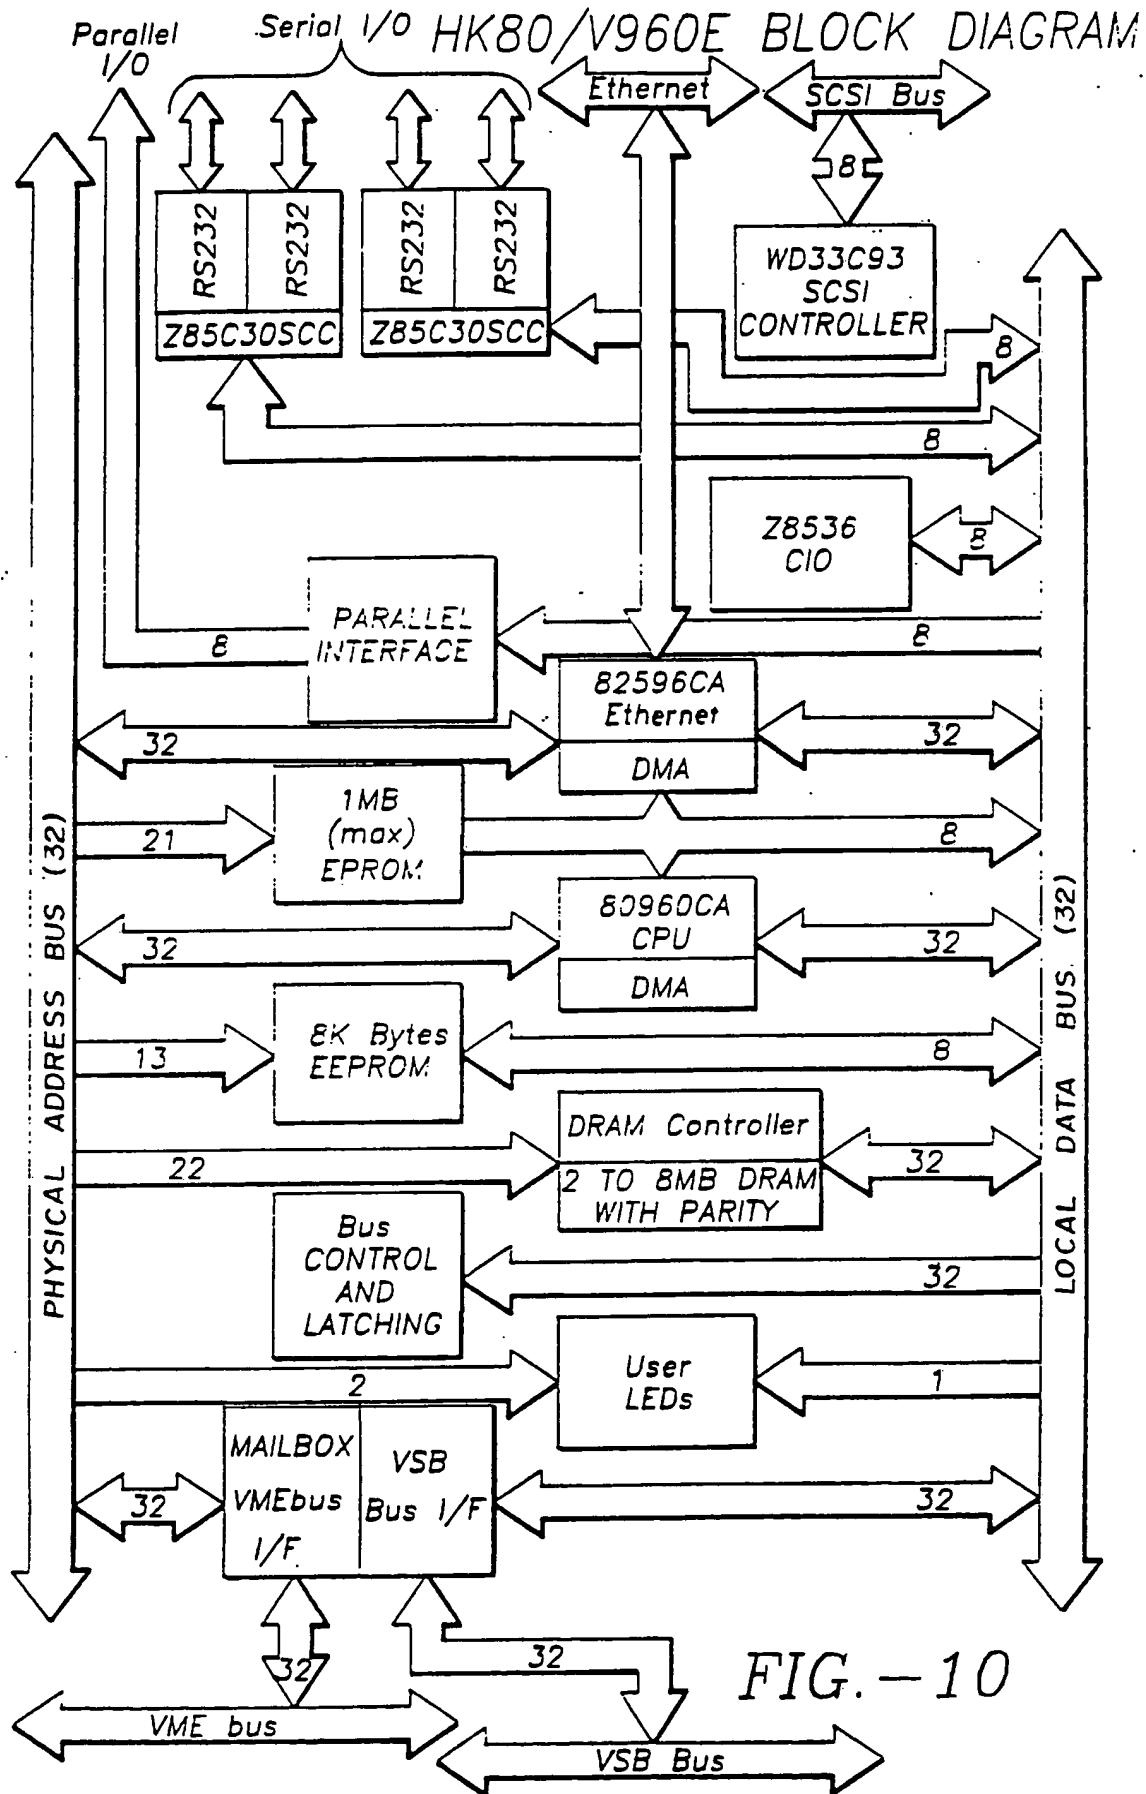 HK80/V960E BLOCK DIAGRAM
Parallel
I/O
Serial I/O
Ethernet
SCSI Bus
8
RS232
RS232
RS232
RS232
Z85C30SCC
Z85C30SCC
WD33C93
SCSI
CONTROLLER
8
8
Z8536
CIO
8
PARALLEL
INTERFACE
8
8
82596CA
Ethernet
DMA
32
32
1MB
(max)
EPROM
21
8
80960CA
CPU
DMA
32
32
8K Bytes
EEPROM
13
8
DRAM Controller
2 TO 8MB DRAM
WITH PARITY
22
32
Bus
CONTROL
AND
LATCHING
32
User
LEDs
2
1
MAILBOX
VMEbus
I/F
VSB
Bus I/F
32
32
PHYSICAL ADDRESS BUS (32)
LOCAL DATA BUS (32)
32
32
VME bus
VSB Bus
FIG.-10